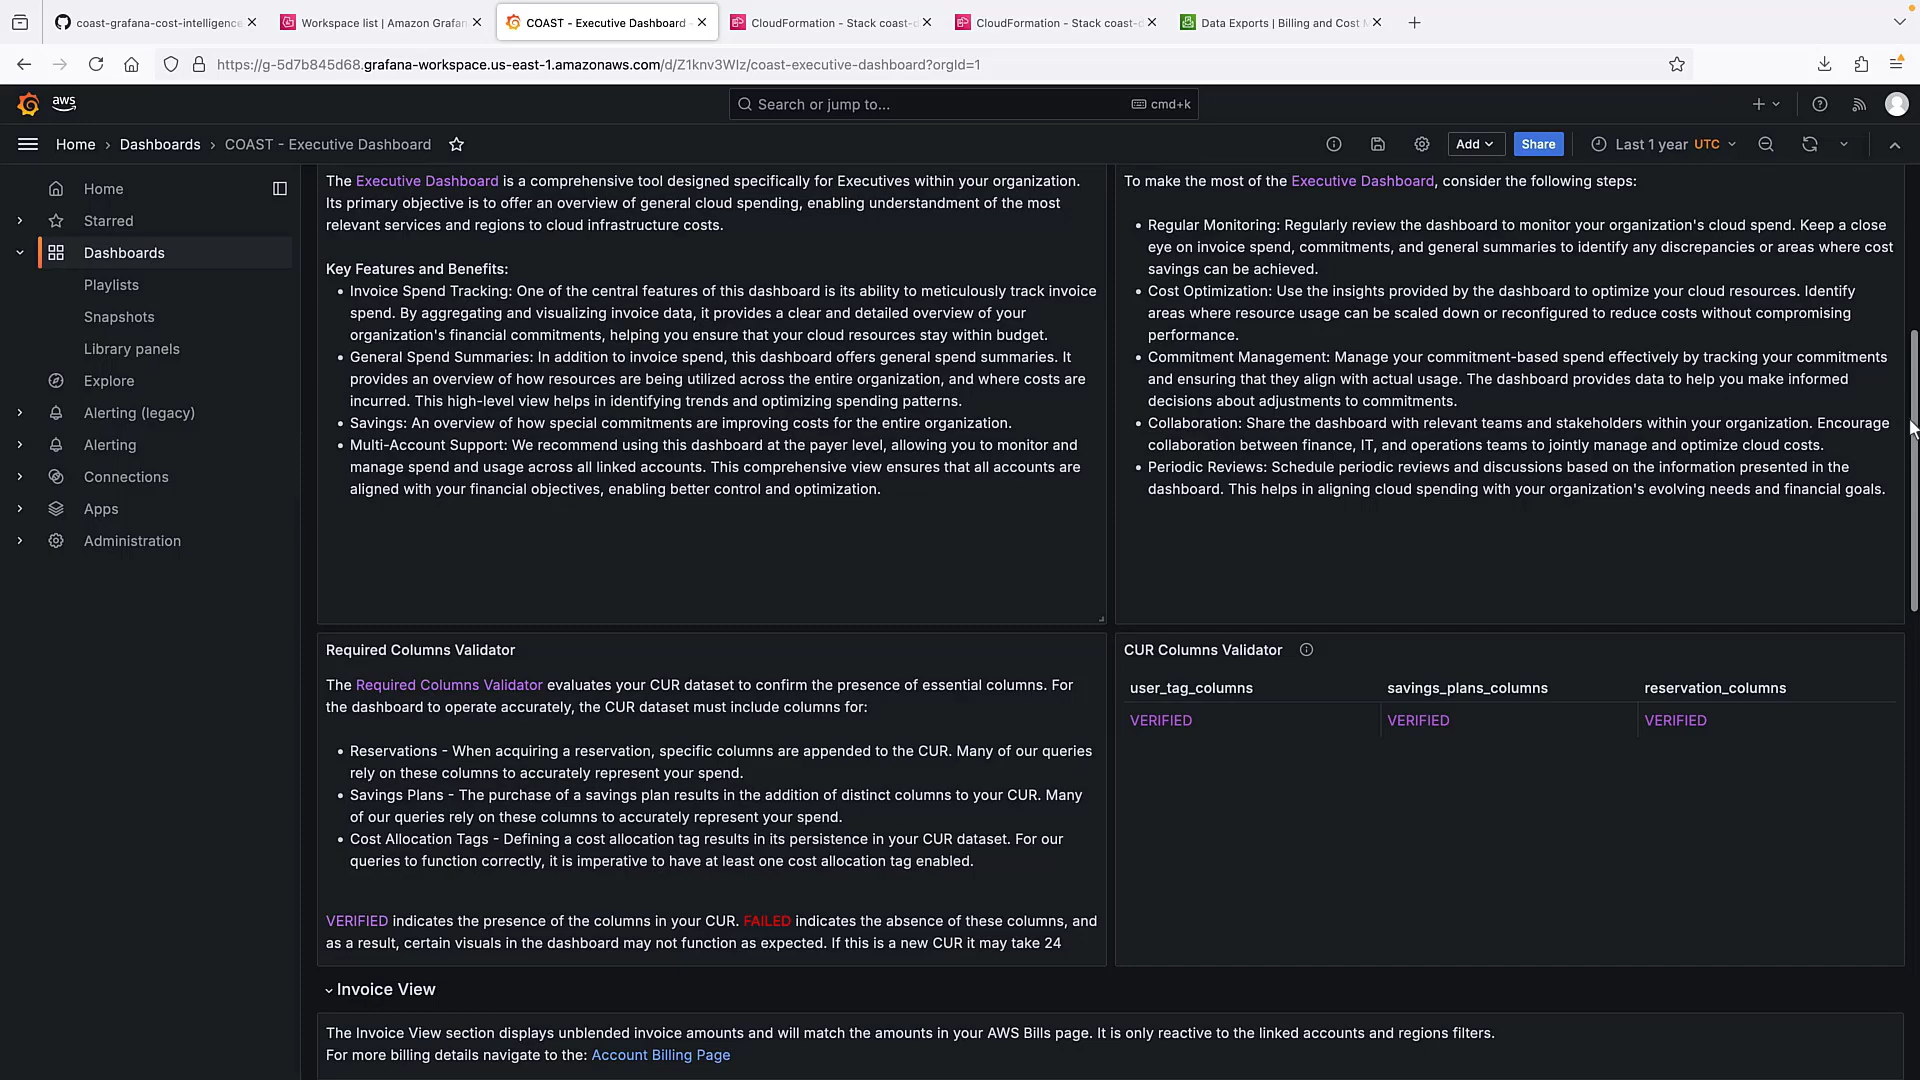 coast-grafana-cost-intelligence
Workspace list | Amazon Grafan
COAST - Executive Dashboard
CloudFormation - Stack coast-c
CloudFormation - Stack coast-c
Data Exports | Billing and Cost M
https://g-5d7b845d68.grafana-workspace.us-east-1.amazonaws.com/d/Z1knv3WIz/coast-executive-dashboard?orgId=1
aws
Search or jump to...
cmd+k
Home › Dashboards › COAST - Executive Dashboard
Add
Share
Last 1 year UTC
Home
Starred
Dashboards
Playlists
Snapshots
Library panels
Explore
Alerting (legacy)
Alerting
Connections
Apps
Administration
The Executive Dashboard is a comprehensive tool designed specifically for Executives within your organization.
Its primary objective is to offer an overview of general cloud spending, enabling understandment of the most
relevant services and regions to cloud infrastructure costs.
Key Features and Benefits:
• Invoice Spend Tracking: One of the central features of this dashboard is its ability to meticulously track invoice
spend. By aggregating and visualizing invoice data, it provides a clear and detailed overview of your
organization's financial commitments, helping you ensure that your cloud resources stay within budget.
• General Spend Summaries: In addition to invoice spend, this dashboard offers general spend summaries. It
provides an overview of how resources are being utilized across the entire organization, and where costs are
incurred. This high-level view helps in identifying trends and optimizing spending patterns.
• Savings: An overview of how special commitments are improving costs for the entire organization.
• Multi-Account Support: We recommend using this dashboard at the payer level, allowing you to monitor and
manage spend and usage across all linked accounts. This comprehensive view ensures that all accounts are
aligned with your financial objectives, enabling better control and optimization.
To make the most of the Executive Dashboard, consider the following steps:
• Regular Monitoring: Regularly review the dashboard to monitor your organization's cloud spend. Keep a close
eye on invoice spend, commitments, and general summaries to identify any discrepancies or areas where cost
savings can be achieved.
• Cost Optimization: Use the insights provided by the dashboard to optimize your cloud resources. Identify
areas where resource usage can be scaled down or reconfigured to reduce costs without compromising
performance.
• Commitment Management: Manage your commitment-based spend effectively by tracking your commitments
and ensuring that they align with actual usage. The dashboard provides data to help you make informed
decisions about adjustments to commitments.
• Collaboration: Share the dashboard with relevant teams and stakeholders within your organization. Encourage
collaboration between finance, IT, and operations teams to jointly manage and optimize cloud costs.
• Periodic Reviews: Schedule periodic reviews and discussions based on the information presented in the
dashboard. This helps in aligning cloud spending with your organization's evolving needs and financial goals.
Required Columns Validator
The Required Columns Validator evaluates your CUR dataset to confirm the presence of essential columns. For
the dashboard to operate accurately, the CUR dataset must include columns for:
• Reservations - When acquiring a reservation, specific columns are appended to the CUR. Many of our queries
rely on these columns to accurately represent your spend.
• Savings Plans - The purchase of a savings plan results in the addition of distinct columns to your CUR. Many
of our queries rely on these columns to accurately represent your spend.
• Cost Allocation Tags - Defining a cost allocation tag results in its persistence in your CUR dataset. For our
queries to function correctly, it is imperative to have at least one cost allocation tag enabled.
VERIFIED indicates the presence of the columns in your CUR. FAILED indicates the absence of these columns, and
as a result, certain visuals in the dashboard may not function as expected. If this is a new CUR it may take 24
CUR Columns Validator
user_tag_columns savings_plans_columns reservation_columns
VERIFIED VERIFIED VERIFIED
Invoice View
The Invoice View section displays unblended invoice amounts and will match the amounts in your AWS Bills page. It is only reactive to the linked accounts and regions filters.
For more billing details navigate to the: Account Billing Page